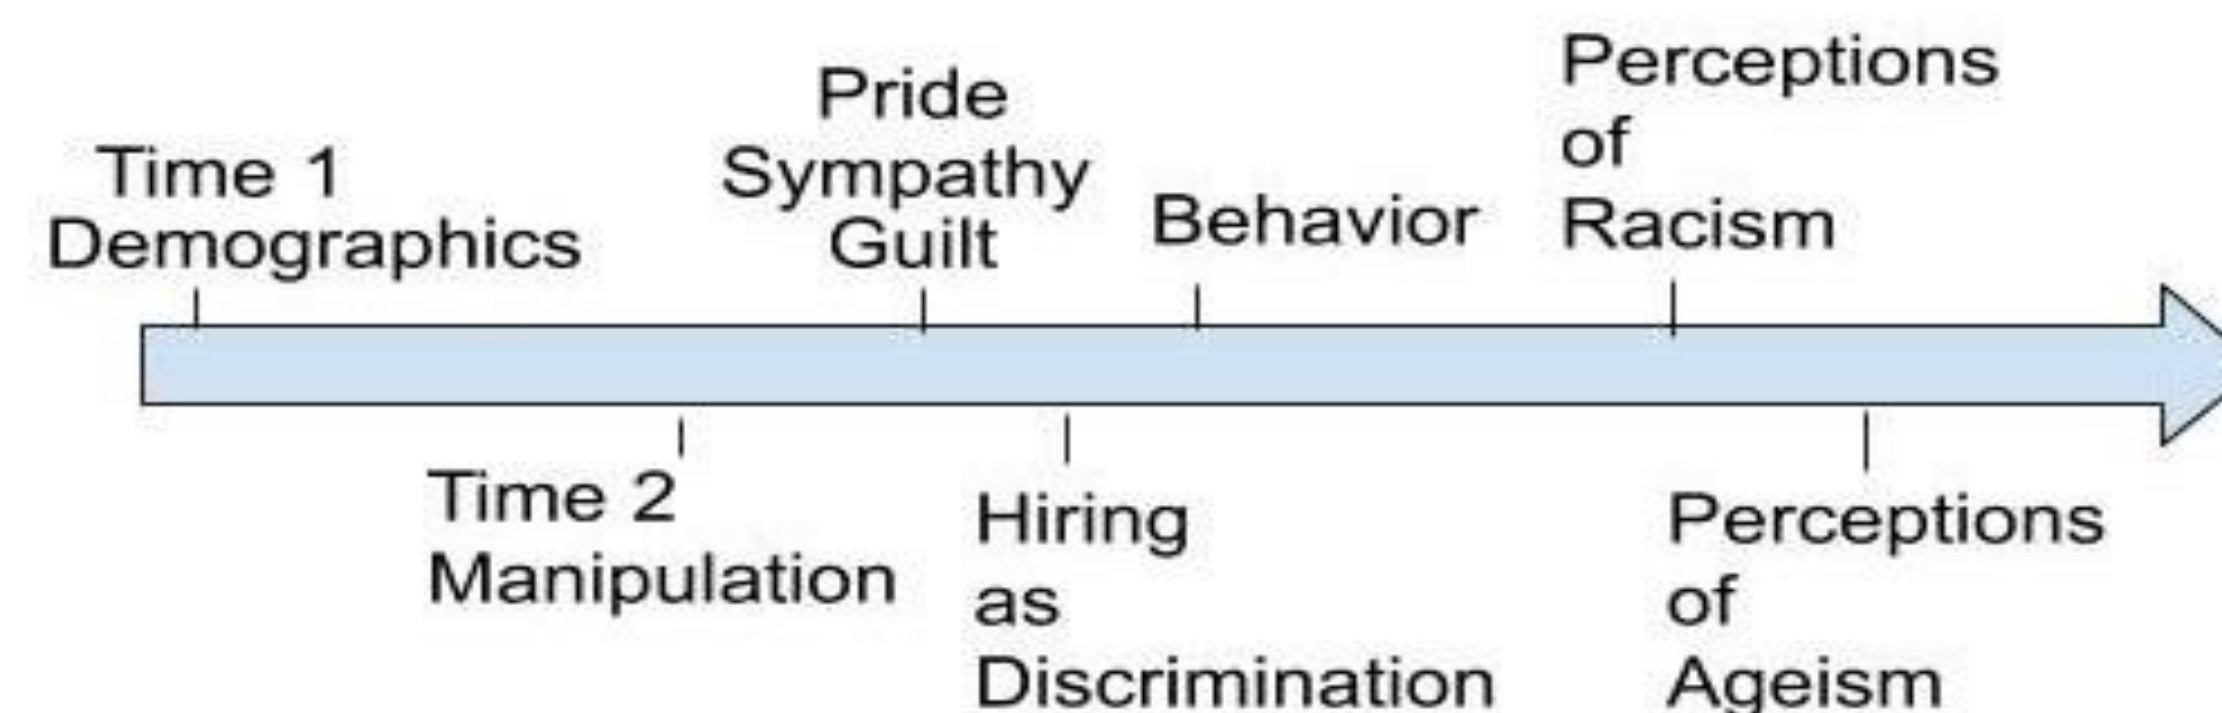 Time 1
Demographics
Time 2
Manipulation
Pride
Sympathy
Guilt
Hiring
as
Discrimination
Behavior
Perceptions
of
Racism
Perceptions
of
Ageism